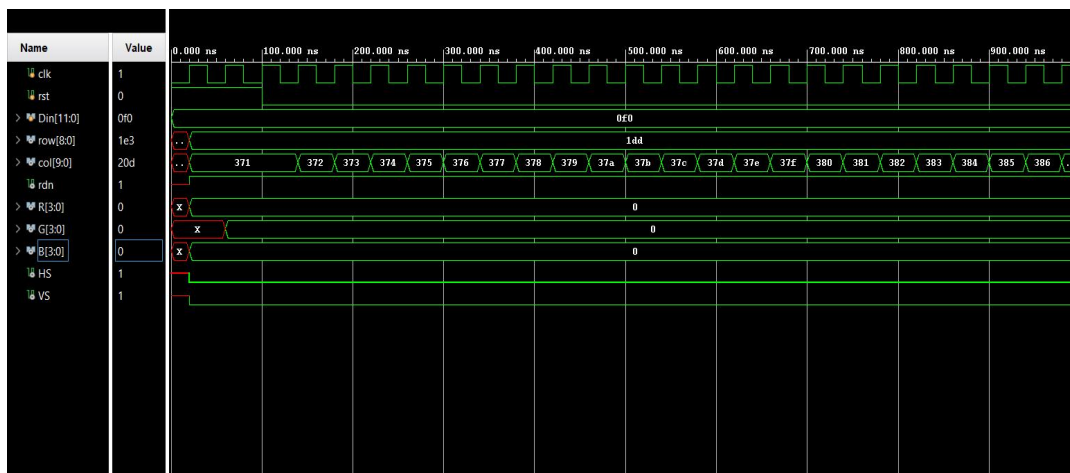 Name Value 0.000 ns 100.000 ns 200.000 ns 300.000 ns 400.000 ns 500.000 ns 600.000 ns 700.000 ns 800.000 ns 900.000 ns
clk 1
rst 0
Din[11:0] 0f0 0f0
row[8:0] 1e3 .. 1dd
col[9:0] 20d .. 371 372 373 374 375 376 377 378 379 37a 37b 37c 37d 37e 37f 380 381 382 383 384 385 386 .
rdn 1
R[3:0] 0 X 0
G[3:0] 0 X 0
B[3:0] 0 X 0
HS 1
VS 1